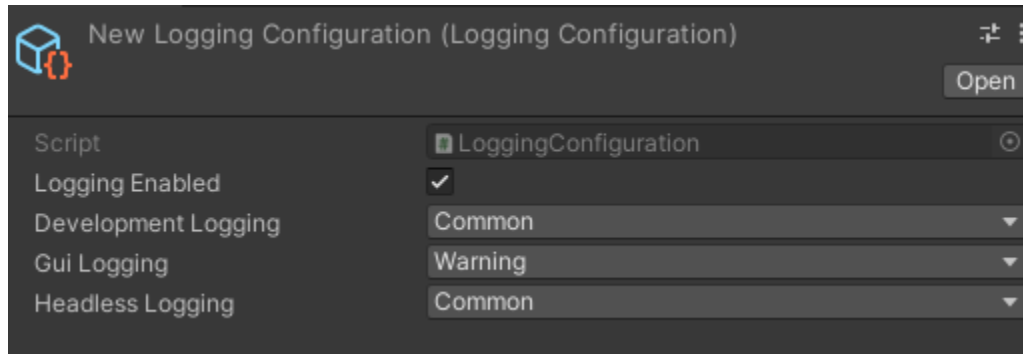 New Logging Configuration (Logging Configuration)
Open
Script LoggingConfiguration
Logging Enabled
Development Logging Common
Gui Logging Warning
Headless Logging Common